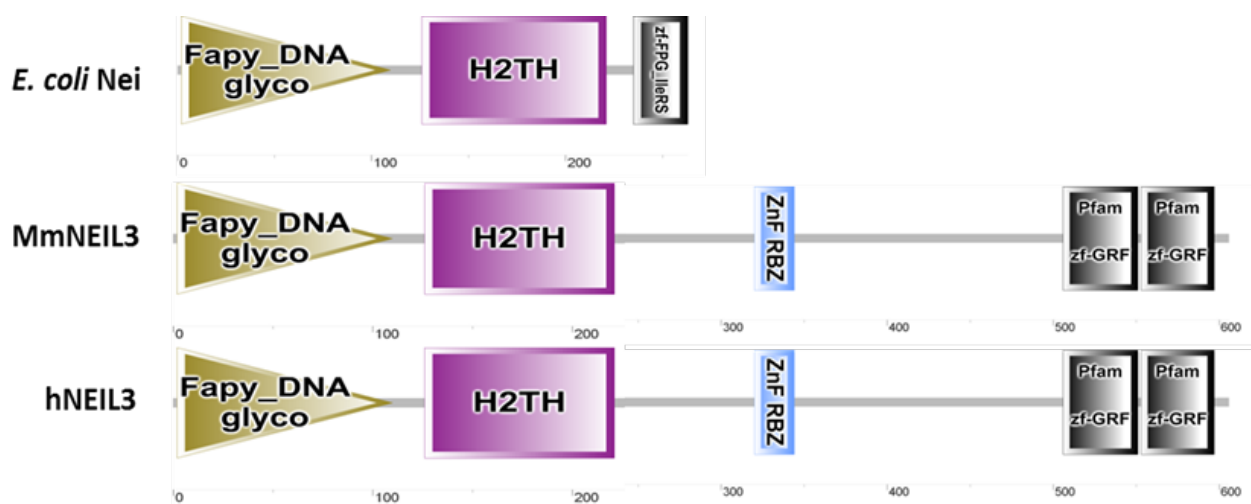 E. coli Nei
Fapy_DNA
glyco
H2TH
zf-FPG_IleRS
0 100 200
MmNEIL3
Fapy_DNA
glyco
H2TH
ZnF RBZ
Pfam
zf-GRF
Pfam
zf-GRF
0 100 200 300 400 500 600
hNEIL3
Fapy_DNA
glyco
H2TH
ZnF RBZ
Pfam
zf-GRF
Pfam
zf-GRF
0 100 200 300 400 500 600